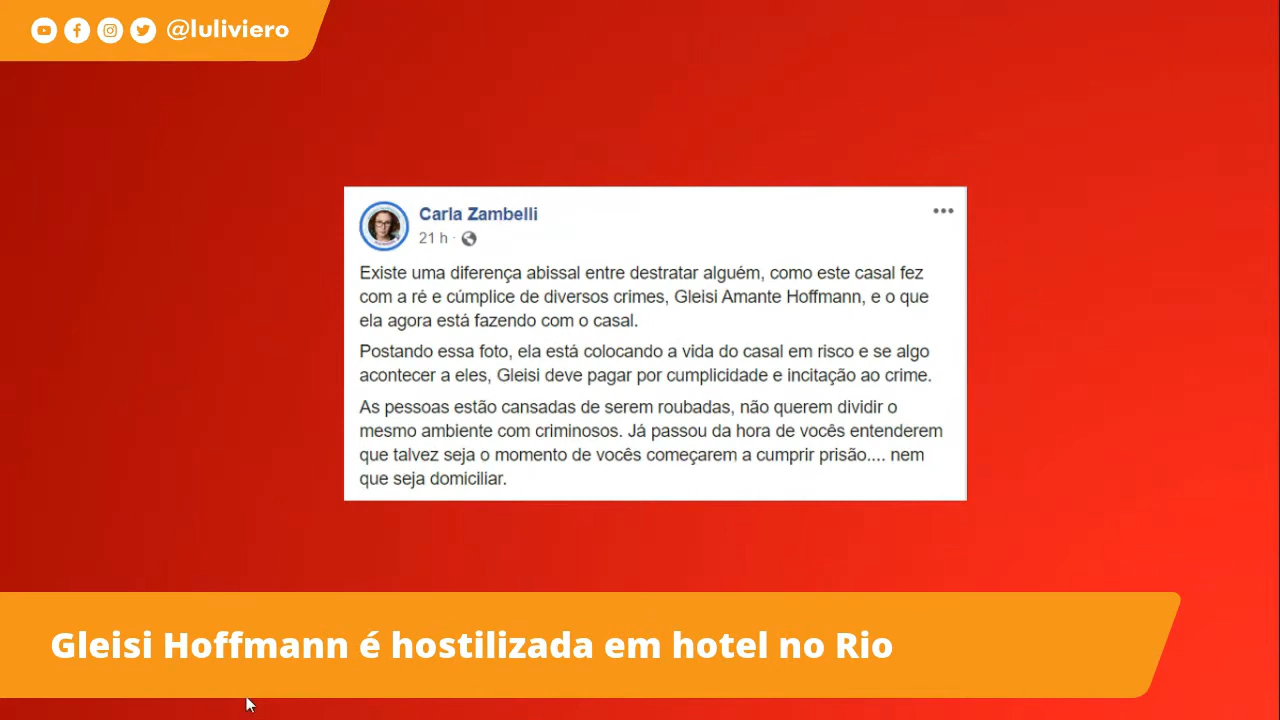 @luliviero
Carla Zambelli
21 h ·
Existe uma diferença abissal entre destratar alguém, como este casal fez
com a ré e cúmplice de diversos crimes, Gleisi Amante Hoffmann, e o que
ela agora está fazendo com o casal.
Postando essa foto, ela está colocando a vida do casal em risco e se algo
acontecer a eles, Gleisi deve pagar por cumplicidade e incitação ao crime.
As pessoas estão cansadas de serem roubadas, não querem dividir o
mesmo ambiente com criminosos. Já passou da hora de vocês entenderem
que talvez seja o momento de vocês começarem a cumprir prisão.... nem
que seja domiciliar.
Gleisi Hoffmann é hostilizada em hotel no Rio